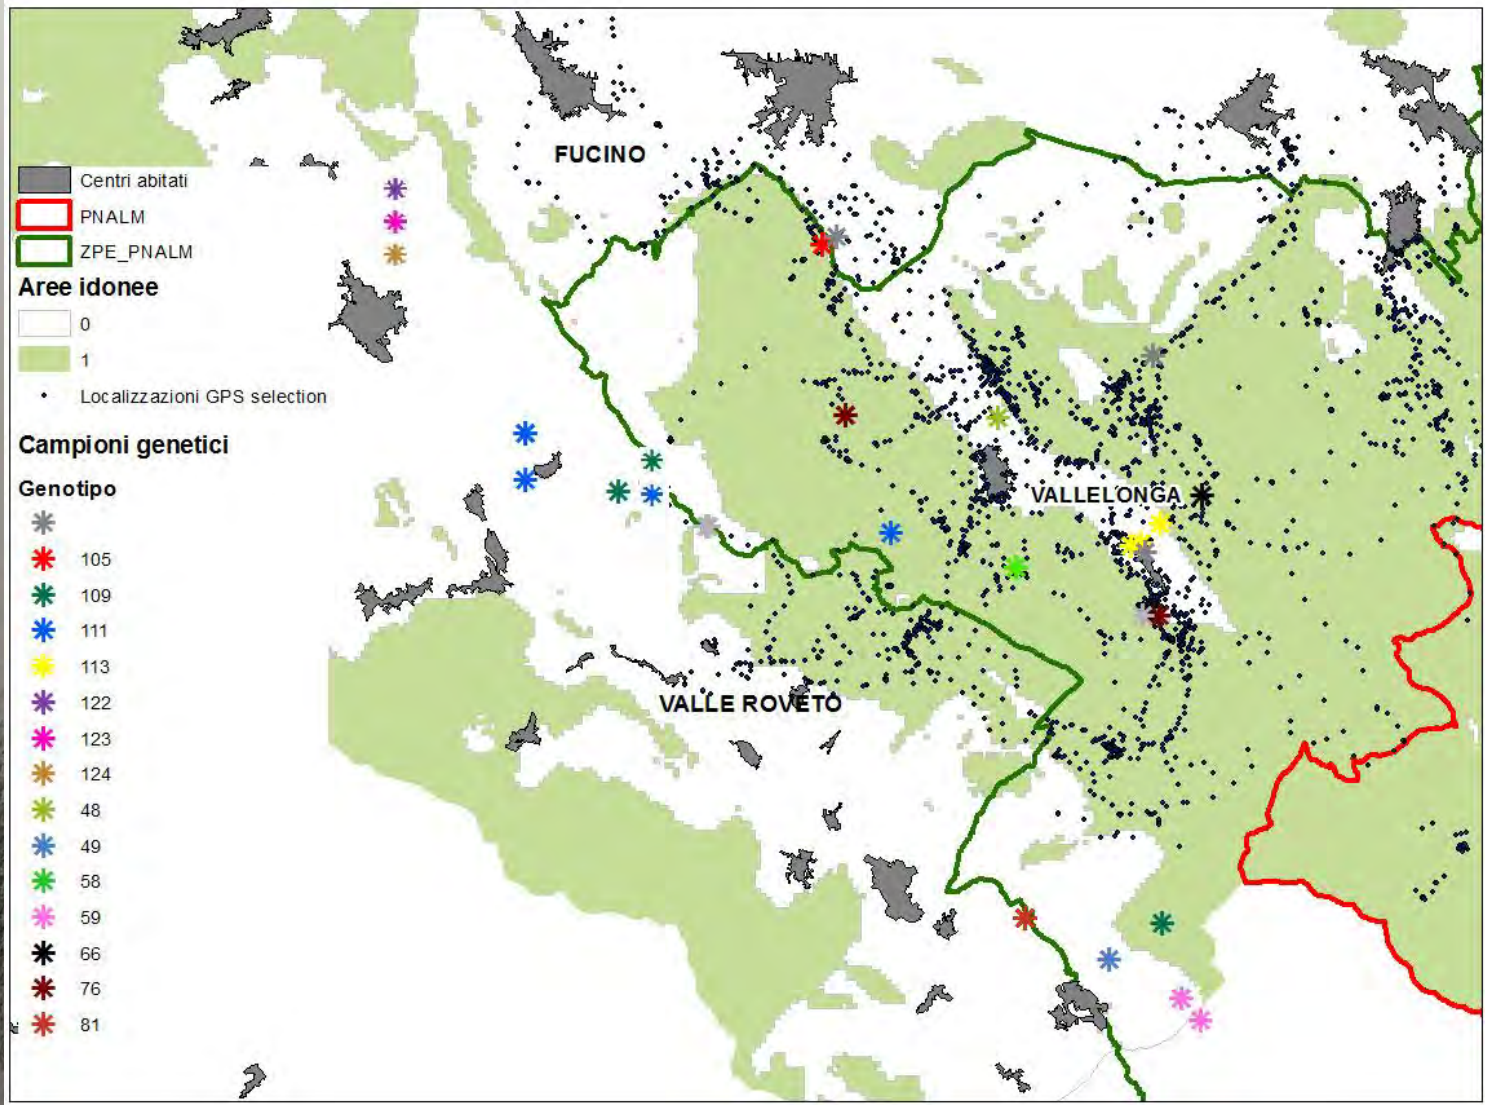 FUCINO
Centri abitati
PNALM
ZPE_PNALM
Aree idonee
0
1
Localizzazioni GPS selection
Campioni genetici
Genotipo
105
109
111
113
122
123
124
48
49
58
59
66
76
81
VALLELONGA
VALLE ROVETO